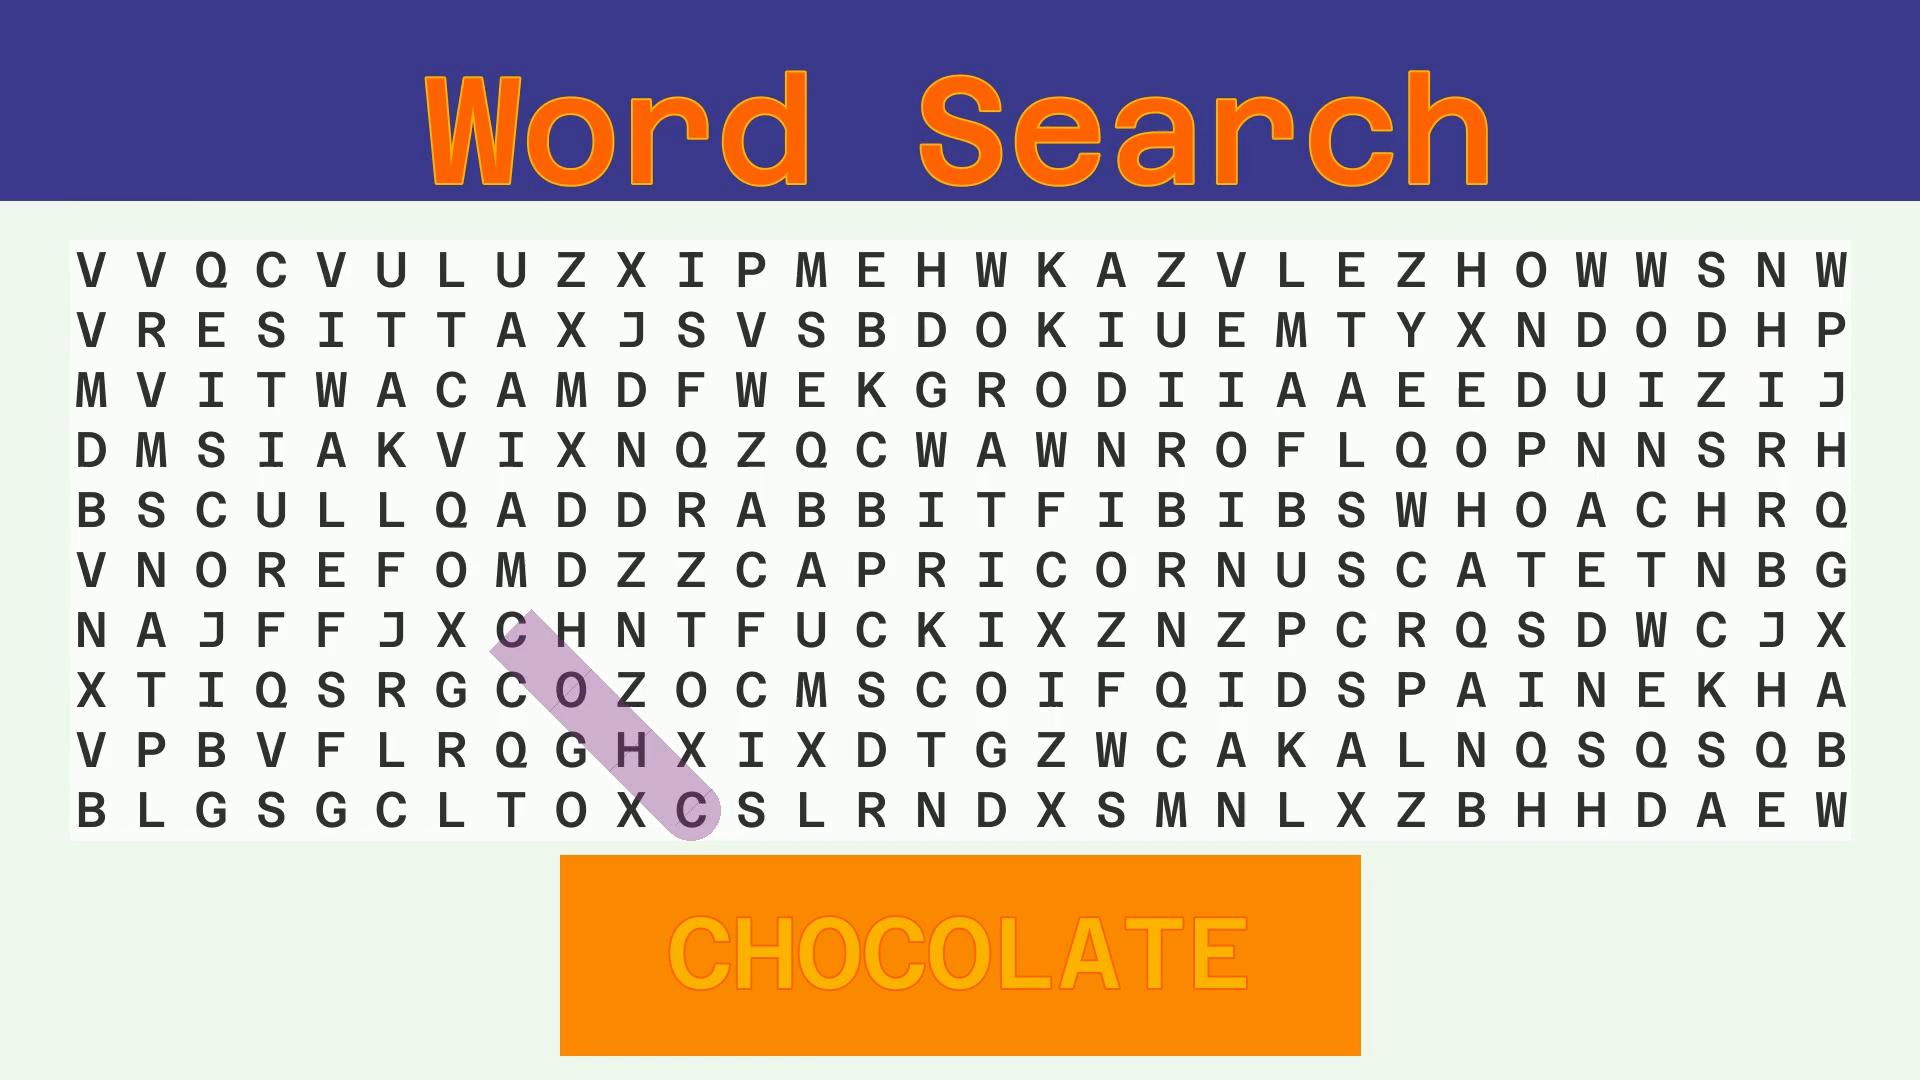 Word Search
V V Q C V U L U Z X I P M E H W K A Z V L E Z H O W W S N W
V R E S I T T A X J S V S B D O K I U E M T Y X N D O D H P
M V I T W A C A M D F W E K G R O D I I A A E E D U I Z I J
D M S I A K V I X N Q Z Q C W A W N R O F L Q O P N N S R H
B S C U L L Q A D D R A B B I T F I B I B S W H O A C H R Q
V N O R E F O M D Z Z C A P R I C O R N U S C A T E T N B G
N A J F F J X C H N T F U C K I X Z N Z P C R Q S D W C J X
X T I Q S R G C O Z O C M S C O I F Q I D S P A I N E K H A
V P B V F L R Q G H X I X D T G Z W C A K A L N Q S Q S Q B
B L G S G C L T O X C S L R N D X S M N L X Z B H H D A E W
CHOCOLATE